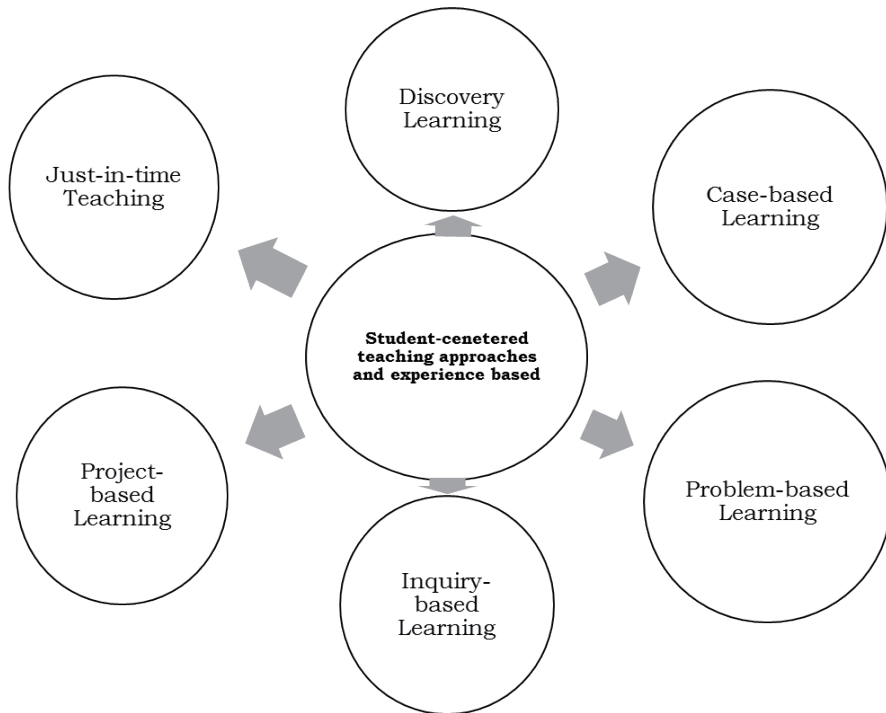 Discovery
Learning
Just-in-time
Teaching
Case-based
Learning
Student-cenetered
teaching approaches
and experience based
Project-
based
Learning
Problem-based
Learning
Inquiry-
based
Learning